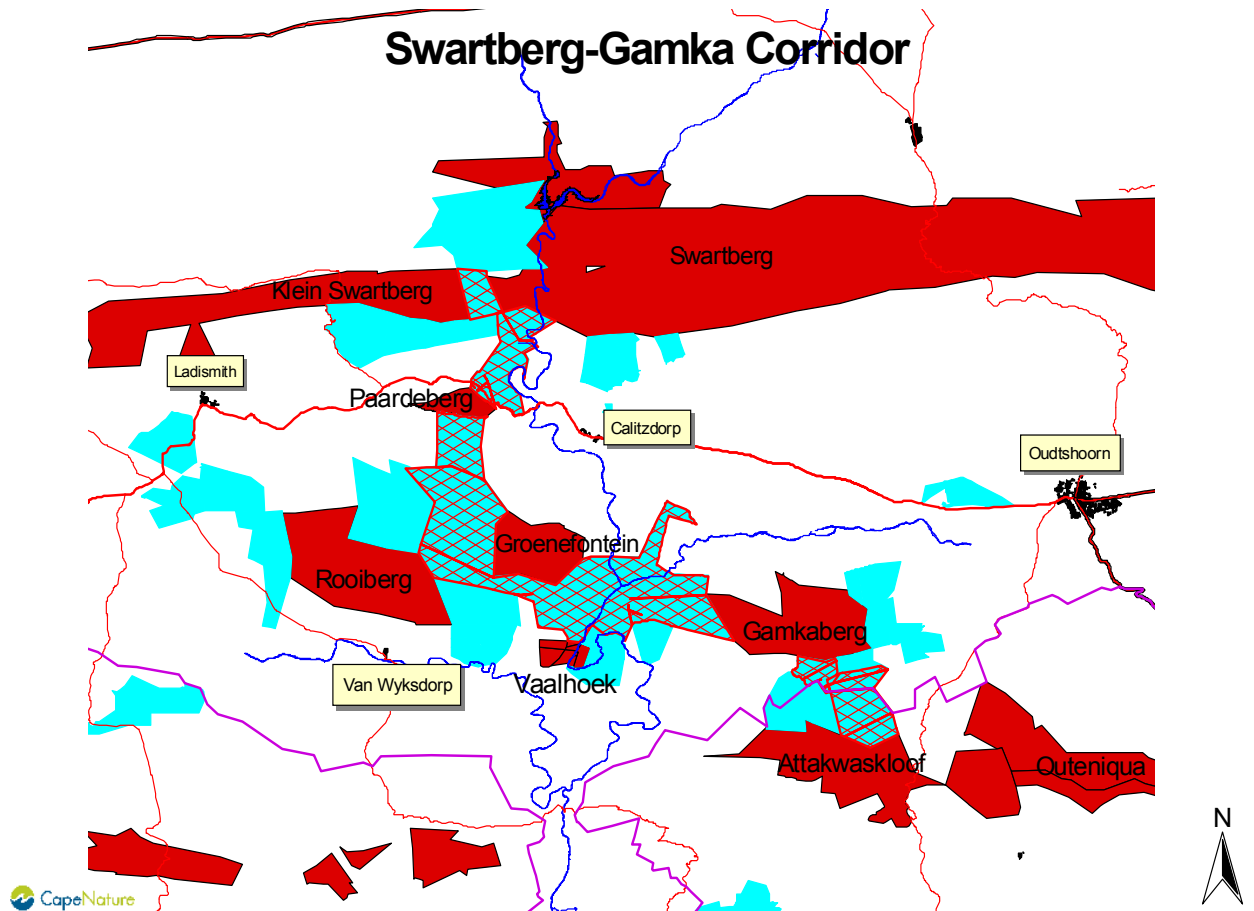 Swartberg-Gamka Corridor
Swartberg
Klein Swartberg
Ladismith
Paardeberg
Calitzdorp
Oudtshoorn
Groenefontein
Rooiberg
Gamkaberg
Van Wyksdorp
Vaalhoek
Attakwaskloof
Outeniqua
N
CapeNature